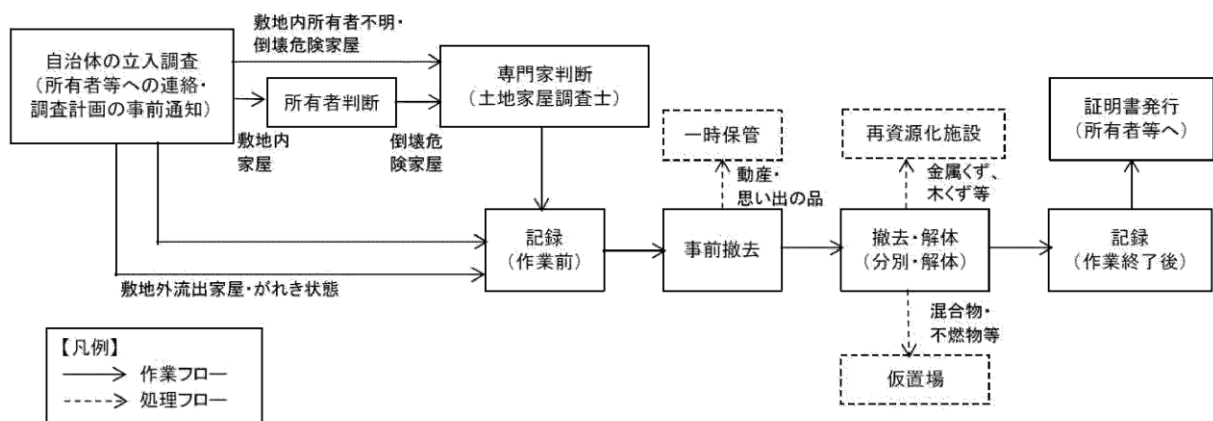 敷地内所有者不明・
倒壊危険家屋
自治体の立入調査
(所有者等への連絡・
調査計画の事前通知)
所有者判断
敷地内
家屋
倒壊危
険家屋
専門家判断
(土地家屋調査士)
一時保管
動産・
思い出の品
再資源化施設
金属くず、
木くず等
証明書発行
(所有者等へ)
記録
(作業前)
事前撤去
撤去・解体
(分別・解体)
記録
(作業終了後)
敷地外流出家屋・がれき状態
混合物・
不燃物等
仮置場
【凡例】
作業フロー
処理フロー